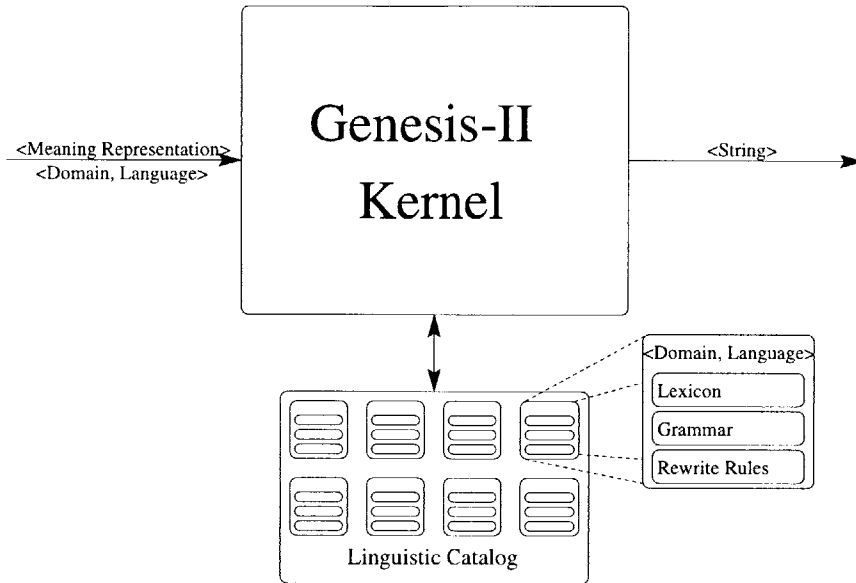 Genesis-II
Kernel
<Meaning Representation>
<Domain, Language>
<String>
<Domain, Language>
Lexicon
Grammar
Rewrite Rules
Linguistic Catalog